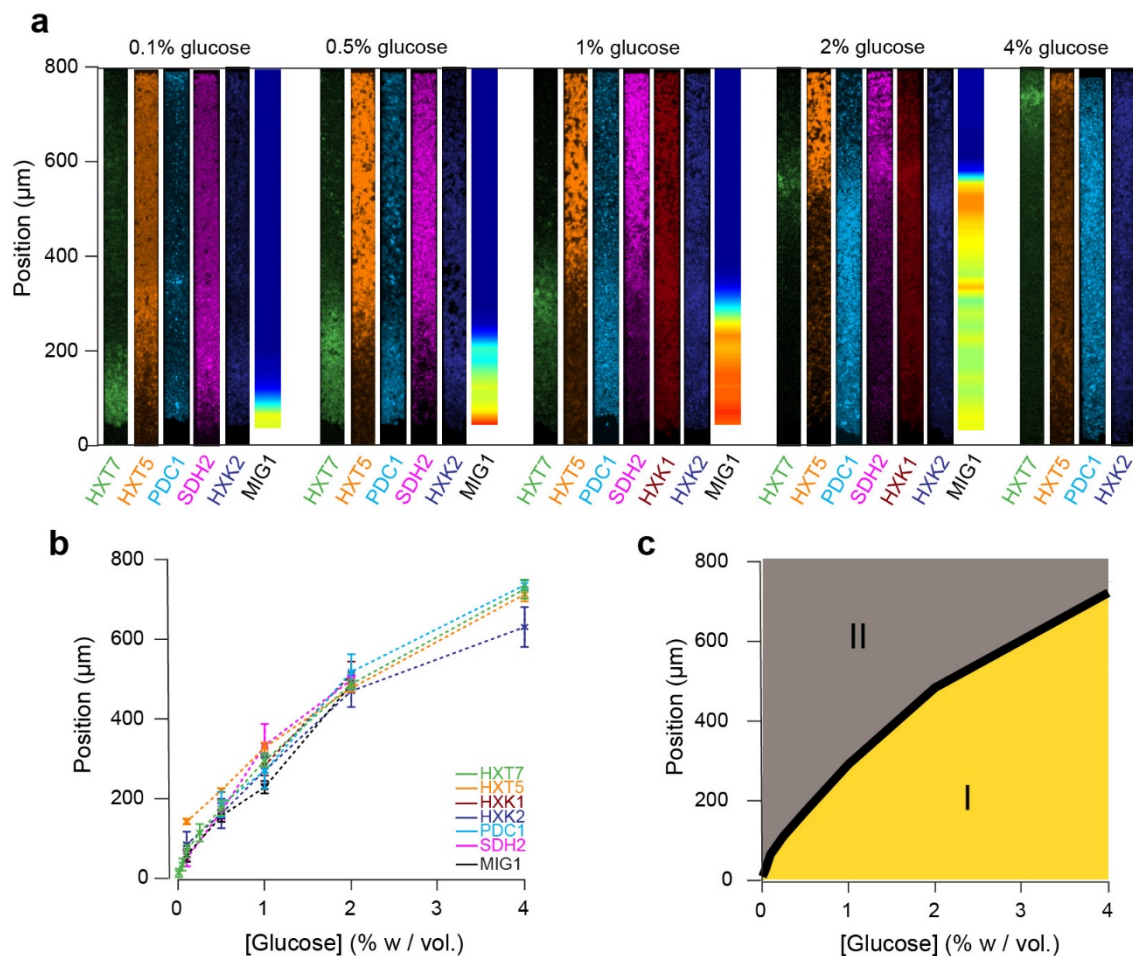 a
0.1% glucose 0.5% glucose 1% glucose 2% glucose 4% glucose
800
600
400
200
0
Position (µm)
HXT7 HXT5 PDC1 SDH2 HXK2 MIG1 HXT7 HXT5 PDC1 SDH2 HXK2 MIG1 HXT7 HXT5 PDC1 SDH2 HXK1 HXK2 MIG1 HXT7 HXT5 PDC1 SDH2 HXK1 HXK2 MIG1 HXT7 HXT5 PDC1 HXK2
b
800
600
400
200
0
Position (µm)
HXT7
HXT5
HXK1
HXK2
PDC1
SDH2
MIG1
0 1 2 3 4
[Glucose] (% w / vol.)
c
800
600
400
200
0
Position (µm)
II
I
0 1 2 3 4
[Glucose] (% w / vol.)